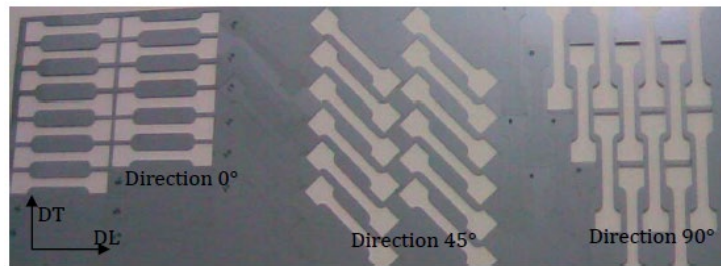 Direction 0°
DT
DL
Direction 45°
Direction 90°